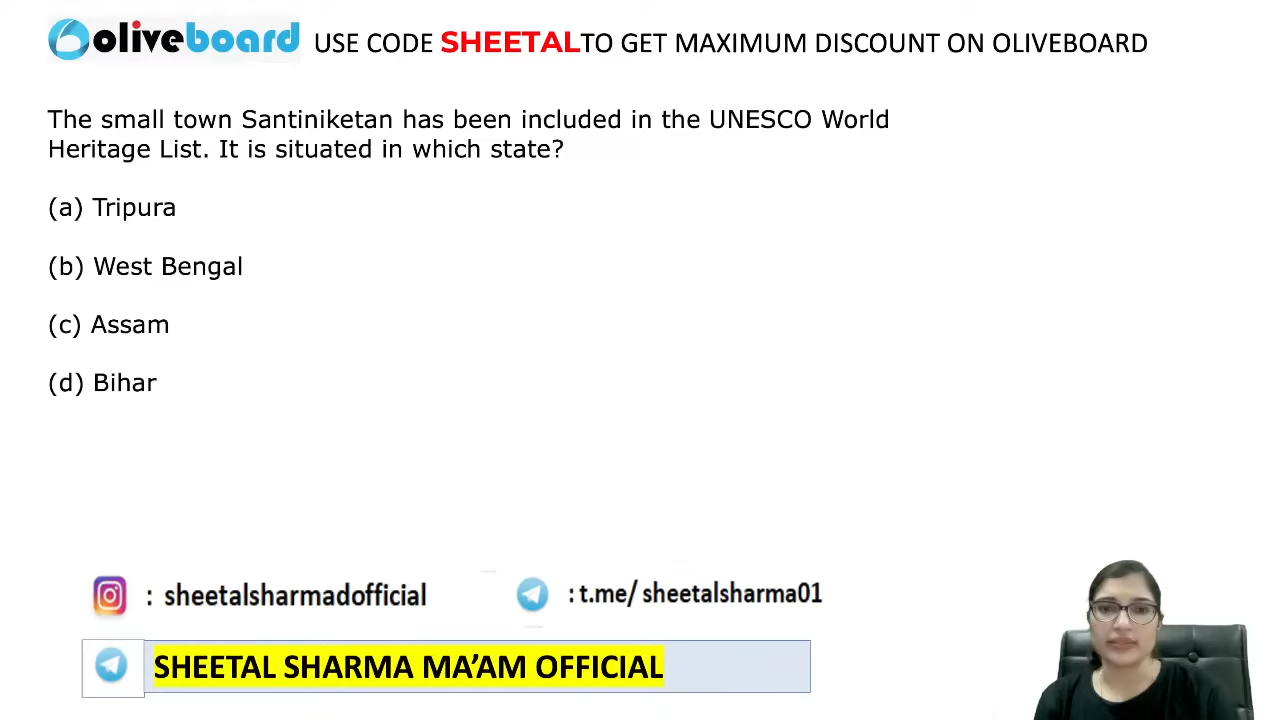 oliveboard USE CODE SHEETAL TO GET MAXIMUM DISCOUNT ON OLIVEBOARD
The small town Santiniketan has been included in the UNESCO World
Heritage List. It is situated in which state?
(a) Tripura
(b) West Bengal
(c) Assam
(d) Bihar
: sheetalsharmadofficial
: t.me/ sheetalsharma01
SHEETAL SHARMA MA’AM OFFICIAL